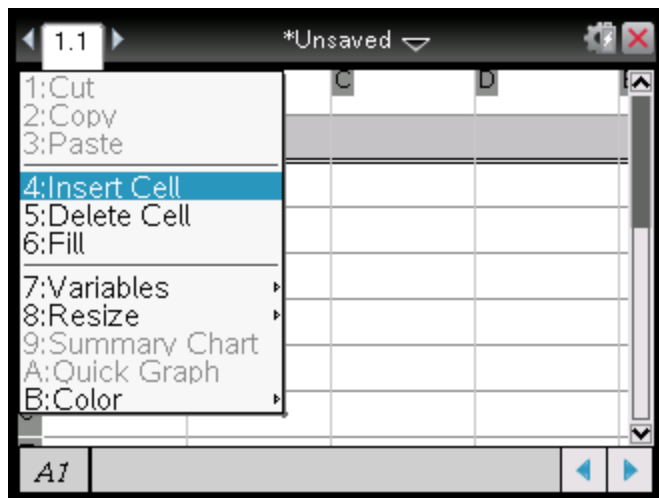 1.1 *Unsaved
C D
1:Cut
2:Copy
3:Paste
4:Insert Cell
5:Delete Cell
6:Fill
7:Variables
8:Resize
9:Summary Chart
A:Quick Graph
B:Color
A1